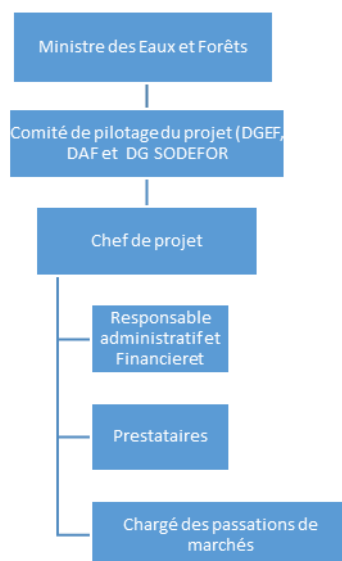 Ministre des Eaux et Forêts
Comité de pilotage du projet (DGEF,
DAF et DG SODEFOR
Chef de projet
Responsable
administratif et
Financieret
Prestataires
Chargé des passations de
marchés